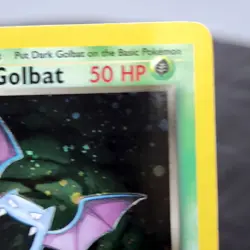 Put Dark Golbat on the Basic Pokémon
Golbat 50 HP